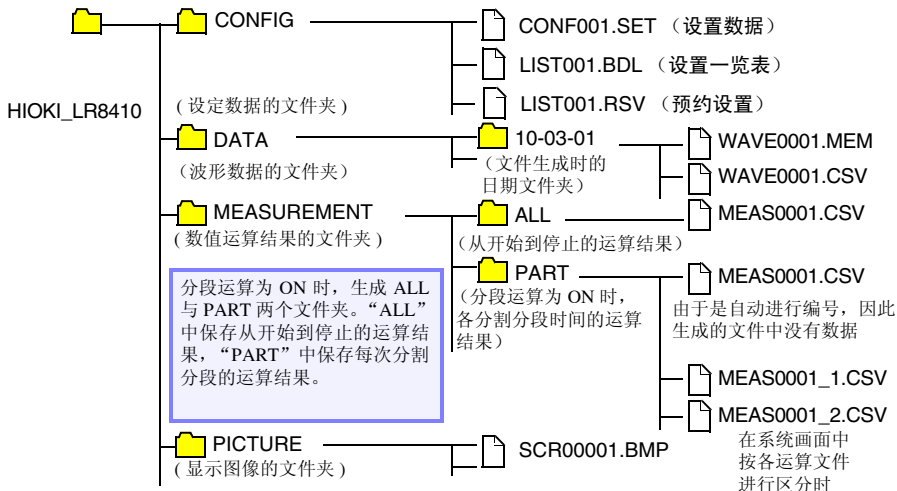 HIOKI_LR8410
CONFIG
( 设定数据的文件夹 )
CONF001.SET （设置数据）
LIST001.BDL （设置一览表）
LIST001.RSV （预约设置）
DATA
(波形数据的文件夹）
10-03-01
（文件生成时的
日期文件夹）
WAVE0001.MEM
WAVE0001.CSV
MEASUREMENT
( 数值运算结果的文件夹 )
ALL
（从开始到停止的运算结果）
MEAS0001.CSV
PART
（分段运算为 ON 时，
各分割分段时间的运算
结果）
MEAS0001.CSV
由于是自动进行编号，因此
生成的文件中没有数据
MEAS0001_1.CSV
MEAS0001_2.CSV
在系统画面中
按各运算文件
进行区分时
分段运算为 ON 时，生成 ALL
与 PART 两个文件夹。“ALL”
中保存从开始到停止的运算结
果，“PART”中保存每次分割
分段的运算结果。
PICTURE
( 显示图像的文件夹 )
SCR00001.BMP